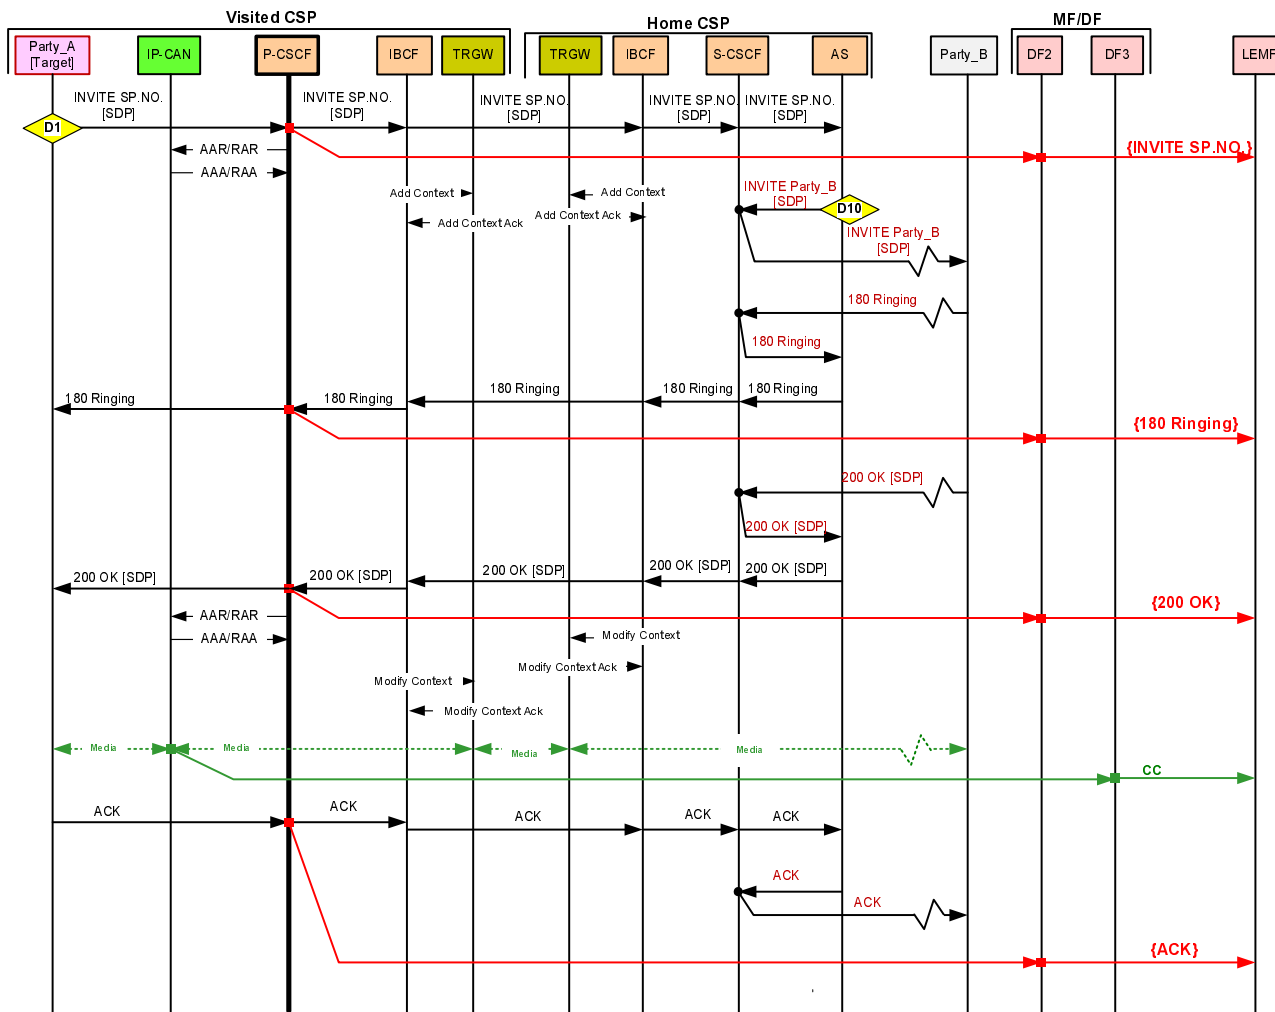 Visited CSP
Home CSP
MF/DF
Party_A
[Target]
IP-CAN
P-CSCF
IBCF
TRGW
TRGW
IBCF
S-CSCF
AS
Party_B
DF2
DF3
LEMF
INVITE SP.NO.
[SDP]
INVITE SP.NO.
[SDP]
INVITE SP.NO.
[SDP]
INVITE SP.NO.
[SDP]
INVITE SP.NO.
[SDP]
D1
AAR/RAR
{INVITE SP.NO.}
AAA/RAA
Add Context
Add Context
INVITE Party_B
[SDP]
D10
Add Context Ack
Add Context Ack
INVITE Party_B
[SDP]
180 Ringing
180 Ringing
180 Ringing
180 Ringing
180 Ringing
180 Ringing
180 Ringing
{180 Ringing}
200 OK [SDP]
200 OK [SDP]
200 OK [SDP]
200 OK [SDP]
200 OK [SDP]
200 OK [SDP]
200 OK [SDP]
{200 OK}
AAR/RAR
AAA/RAA
Modify Context
Modify Context Ack
Modify Context
Modify Context Ack
Media
Media
Media
Media
CC
ACK
ACK
ACK
ACK
ACK
ACK
ACK
{ACK}